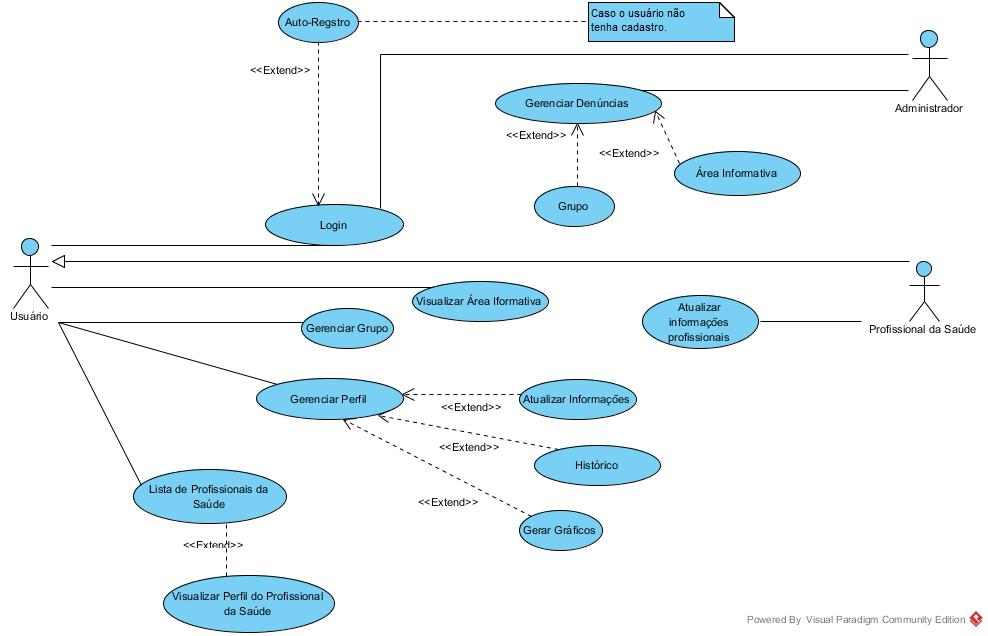 Auto-Regstro
Caso o usuário não
tenha cadastro.
<<Extend>>
Administrador
Gerenciar Denúncias
<<Extend>>
<<Extend>>
Área Informativa
Grupo
Login
Usuário
Visualizar Área Iformativa
Gerenciar Grupo
Atualizar
informações
profissionais
Profissional da Saúde
Gerenciar Perfil
<<Extend>>
Atualizar Informações
<<Extend>>
Histórico
<<Extend>>
Gerar Gráficos
Lista de Profissionais da
Saúde
<<Extend>>
Visualizar Perfil do Profissional
da Saúde
Powered By Visual Paradigm Community Edition